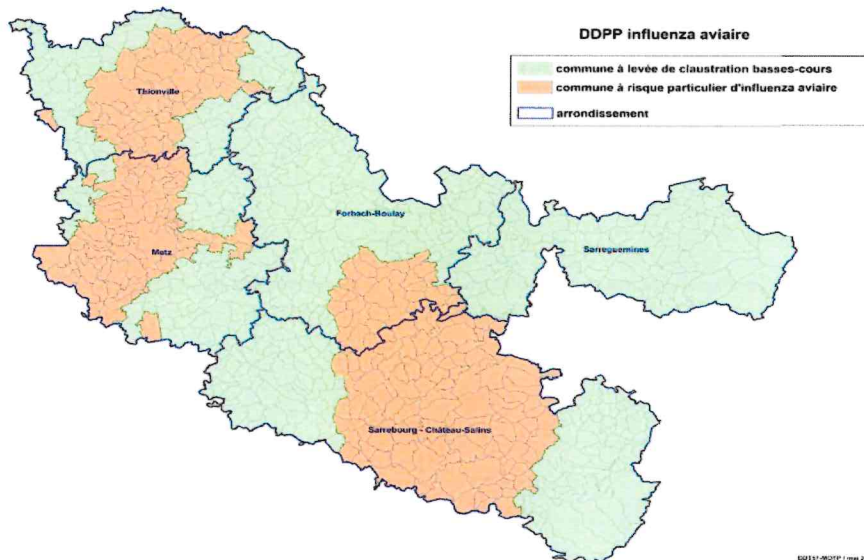 DDPP influenza aviaire
commune à levée de claustration basses-cours
commune à risque particulier d'influenza aviaire
arrondissement
Thionville
Forbach-Boulay
Metz
Sarreguemines
Sarrebourg - Château-Salins